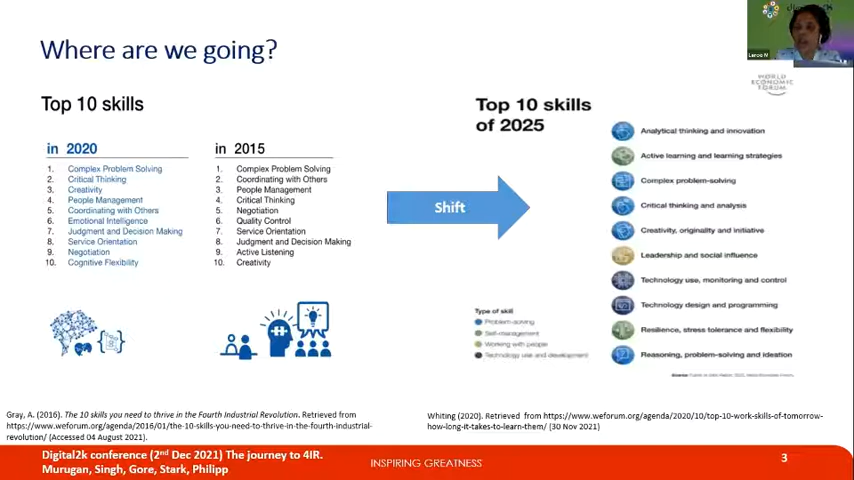 Where are we going?
Top 10 skills
in 2020
1. Complex Problem Solving
2. Critical Thinking
3. Creativity
4. People Management
5. Coordinating with Others
6. Emotional Intelligence
7. Judgment and Decision Making
8. Service Orientation
9. Negotiation
10. Cognitive Flexibility
in 2015
1. Complex Problem Solving
2. Coordinating with Others
3. People Management
4. Critical Thinking
5. Negotiation
6. Quality Control
7. Service Orientation
8. Judgment and Decision Making
9. Active Listening
10. Creativity
Shift
WORLD
ECONOMIC
FORUM
Top 10 skills
of 2025
Analytical thinking and innovation
Active learning and learning strategies
Complex problem-solving
Critical thinking and analysis
Creativity, originality and initiative
Leadership and social influence
Technology use, monitoring and control
Technology design and programming
Resilience, stress tolerance and flexibility
Reasoning, problem-solving and ideation
Type of skill
Problem-solving
Self-management
Working with people
Technology use and development
Gray, A. (2016). The 10 skills you need to thrive in the Fourth Industrial Revolution. Retrieved from
https://www.weforum.org/agenda/2016/01/the-10-skills-you-need-to-thrive-in-the-fourth-industrial-
revolution/ (Accessed 04 August 2021).
Whiting (2020). Retrieved from https://www.weforum.org/agenda/2020/10/top-10-work-skills-of-tomorrow-
how-long-it-takes-to-learn-them/ (30 Nov 2021)
Digital2k conference (2nd Dec 2021) The journey to 4IR.
Murugan, Singh, Gore, Stark, Philipp
INSPIRING GREATNESS
3